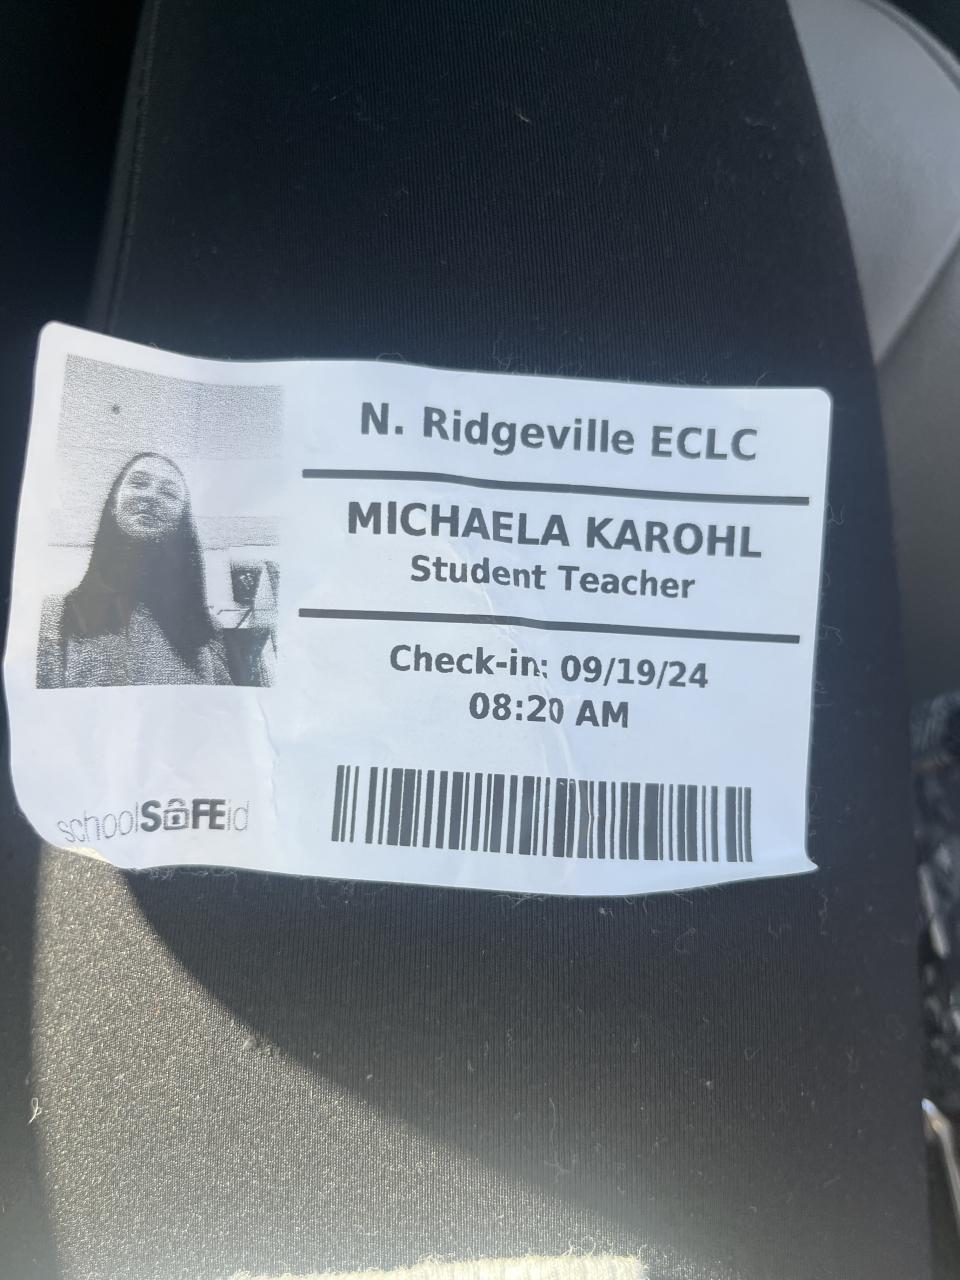 N. Ridgeville ECLC
MICHAELA KAROHL
Student Teacher
Check-in: 09/19/24
08:20 AM
schoolSAFEid